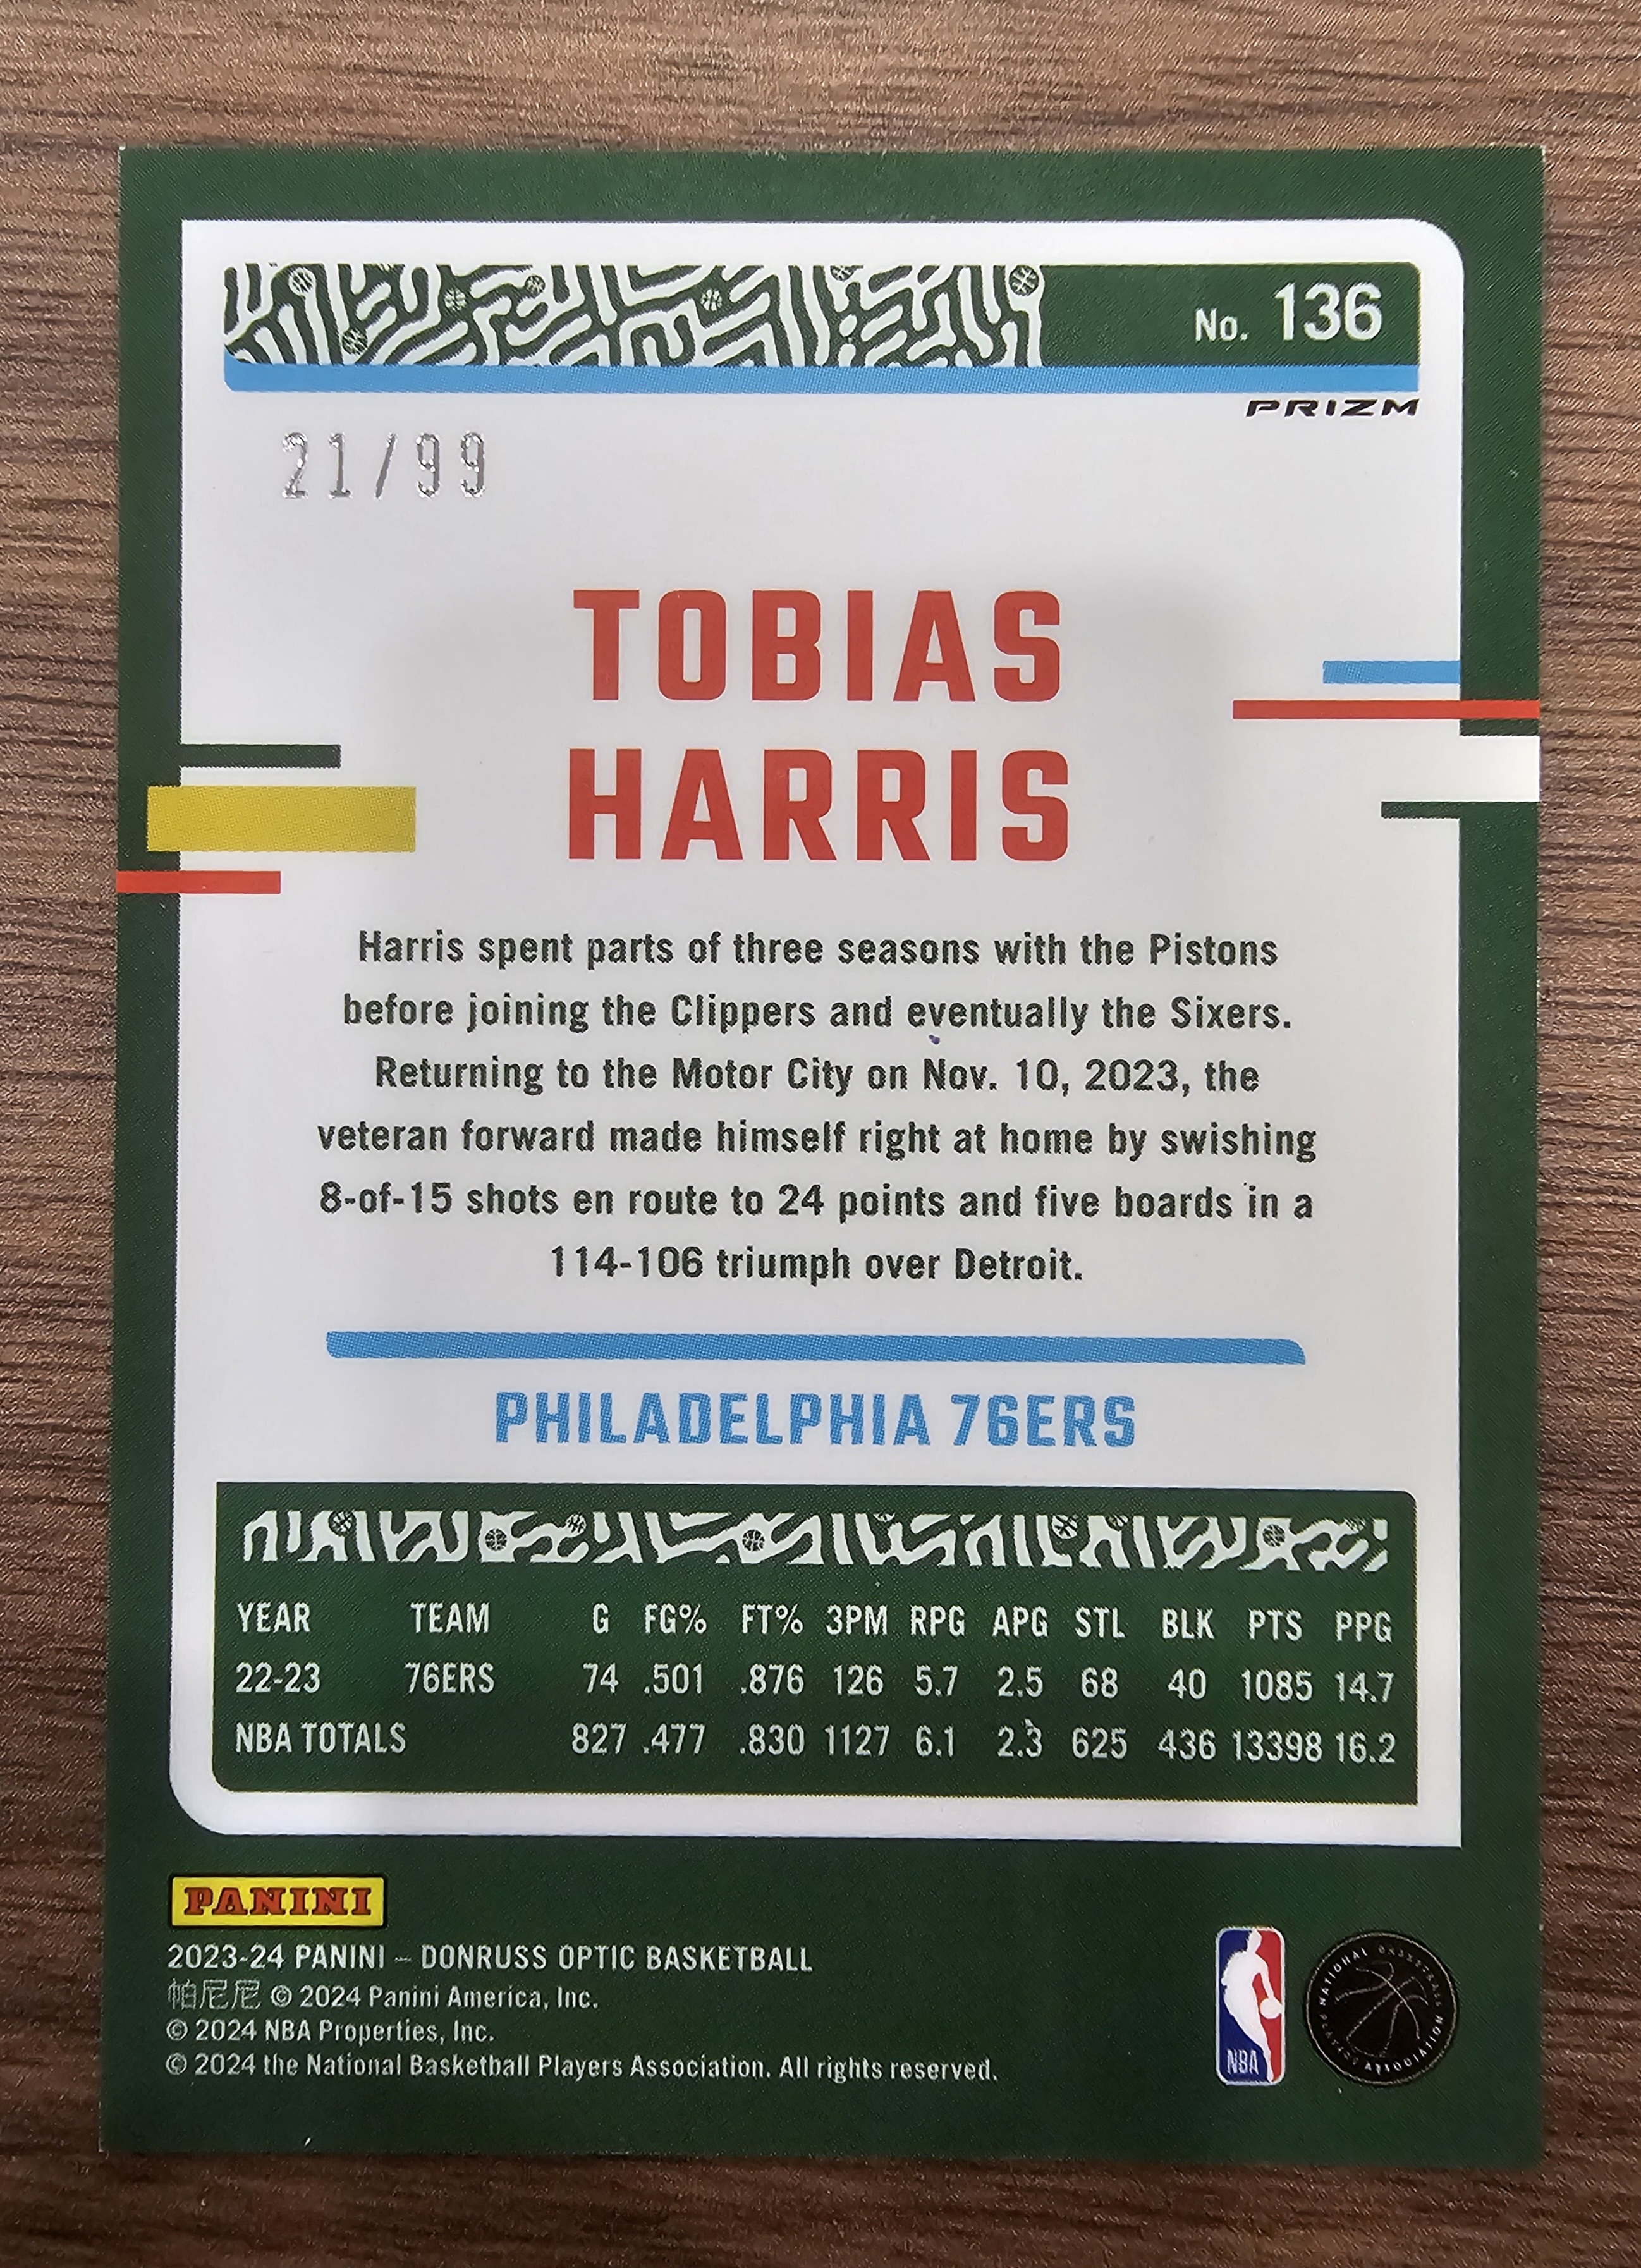 No. 136
PRIZM
21/99
TOBIAS
HARRIS
Harris spent parts of three seasons with the Pistons
before joining the Clippers and eventually the Sixers.
Returning to the Motor City on Nov. 10, 2023, the
veteran forward made himself right at home by swishing
8-of-15 shots en route to 24 points and five boards in a
114-106 triumph over Detroit.
PHILADELPHIA 76ERS
YEAR TEAM G FG% FT% 3PM RPG APG STL BLK PTS PPG
22-23 76ERS 74 .501 .876 126 5.7 2.5 68 40 1085 14.7
NBA TOTALS 827 .477 .830 1127 6.1 2.3 625 436 13398 16.2
PANINI
2023-24 PANINI – DONRUSS OPTIC BASKETBALL
帕尼尼 © 2024 Panini America, Inc.
© 2024 NBA Properties, Inc.
© 2024 the National Basketball Players Association. All rights reserved.
NBA
NATIONAL BASKETBALL PLAYERS ASSOCIATION